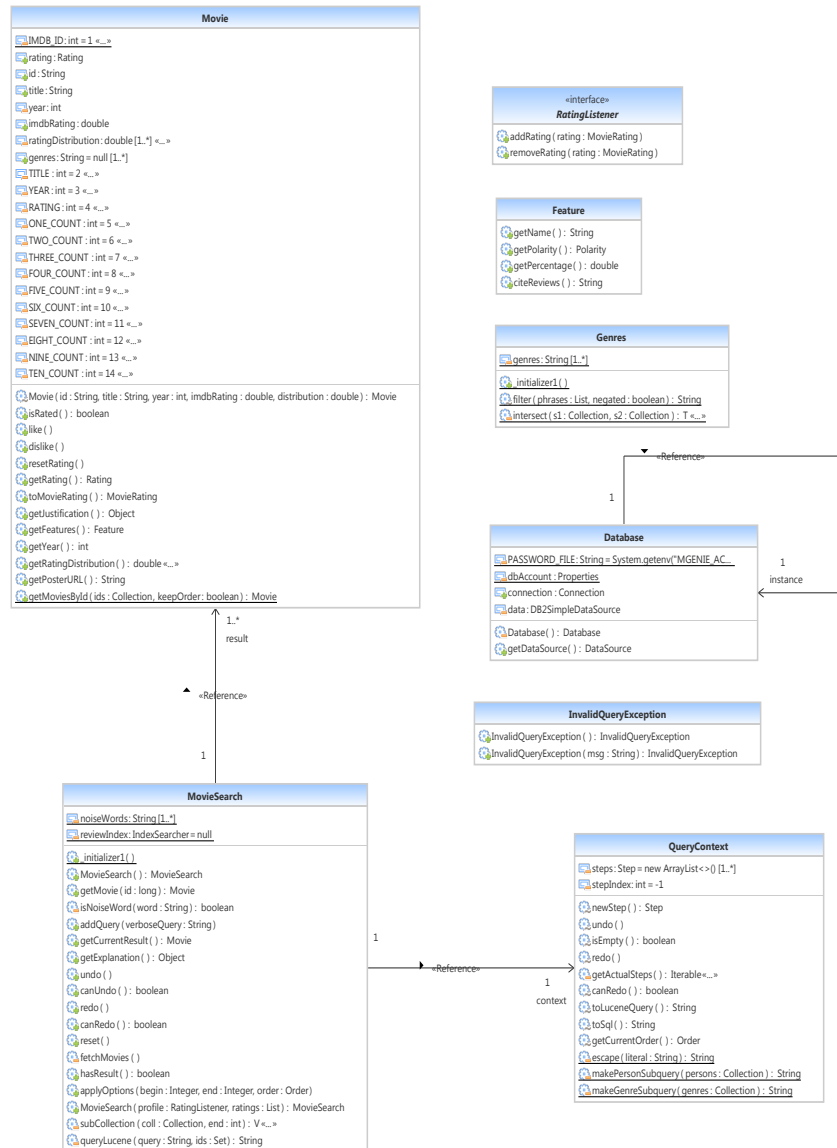 Movie
IMDB_ID: int = 1 «...»
rating : Rating
id : String
title : String
year : int
imdbRating : double
ratingDistribution : double [1..*] «...»
genres : String = null [1..*]
TITLE : int = 2 «...»
YEAR : int = 3 «...»
RATING : int = 4 «...»
ONE_COUNT : int = 5 «...»
TWO_COUNT : int = 6 «...»
THREE_COUNT : int = 7 «...»
FOUR_COUNT : int = 8 «...»
FIVE_COUNT : int = 9 «...»
SIX_COUNT : int = 10 «...»
SEVEN_COUNT : int = 11 «...»
EIGHT_COUNT : int = 12 «...»
NINE_COUNT : int = 13 «...»
TEN_COUNT : int = 14 «...»
Movie ( id : String, title : String, year : int, imdbRating : double, distribution : double ) : Movie
isRated ( ) : boolean
like ( )
dislike ( )
resetRating ( )
getRating ( ) : Rating
toMovieRating ( ) : MovieRating
getJustification ( ) : Object
getFeatures ( ) : Feature
getYear ( ) : int
getRatingDistribution ( ) : double «...»
getPosterURL ( ) : String
getMoviesById ( ids : Collection, keepOrder : boolean ) : Movie
«interface»
RatingListener
addRating ( rating : MovieRating )
removeRating ( rating : MovieRating )
Feature
getName ( ) : String
getPolarity ( ) : Polarity
getPercentage ( ) : double
citeReviews ( ) : String
Genres
genres : String [1..*]
_initializer1 ( )
filter ( phrases : List, negated : boolean ) : String
intersect ( s1 : Collection, s2 : Collection ) : T «...»
«Reference»
1
Database
PASSWORD_FILE : String = System.getenv("MGENIE_AC...
dbAccount : Properties
connection : Connection
data : DB2SimpleDataSource
Database ( ) : Database
getDataSource ( ) : DataSource
1
instance
1..*
result
«Reference»
1
InvalidQueryException
InvalidQueryException ( ) : InvalidQueryException
InvalidQueryException ( msg : String ) : InvalidQueryException
MovieSearch
noiseWords : String [1..*]
reviewIndex : IndexSearcher = null
_initializer1 ( )
MovieSearch ( ) : MovieSearch
getMovie ( id : long ) : Movie
isNoiseWord ( word : String ) : boolean
addQuery ( verboseQuery : String )
getCurrentResult ( ) : Movie
getExplanation ( ) : Object
undo ( )
canUndo ( ) : boolean
redo ( )
canRedo ( ) : boolean
reset ( )
fetchMovies ( )
hasResult ( ) : boolean
applyOptions ( begin : Integer, end : Integer, order : Order )
MovieSearch ( profile : RatingListener, ratings : List ) : MovieSearch
subCollection ( coll : Collection, end : int ) : V «...»
queryLucene ( query : String, ids : Set ) : String
1
«Reference»
1
context
QueryContext
steps : Step = new ArrayList<>() [1..*]
stepIndex : int = -1
newStep ( ) : Step
undo ( )
isEmpty ( ) : boolean
redo ( )
getActualSteps ( ) : Iterable «...»
canRedo ( ) : boolean
toLuceneQuery ( ) : String
toSql ( ) : String
getCurrentOrder ( ) : Order
escape ( literal : String ) : String
makePersonSubquery ( persons : Collection ) : String
makeGenreSubquery ( genres : Collection ) : String